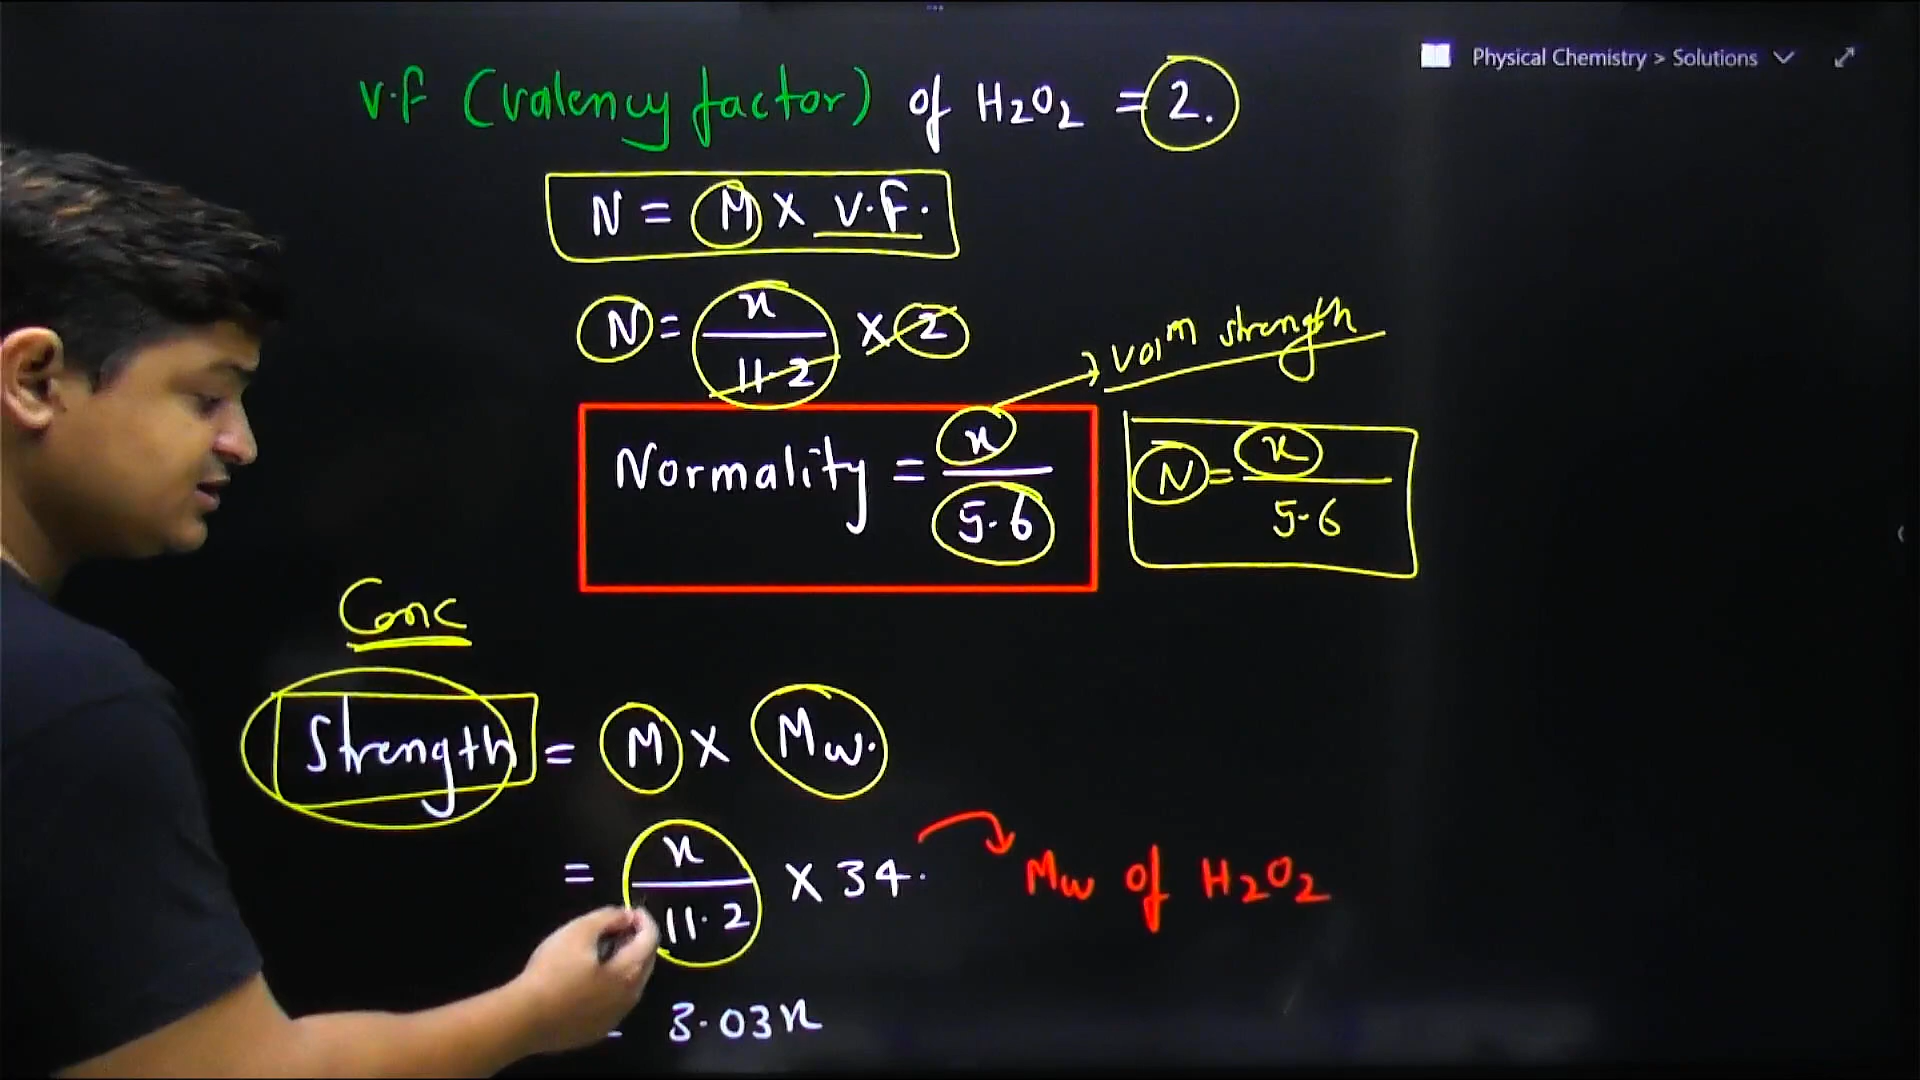 Physical Chemistry > Solutions
v.f (valency factor) of H2O2 = 2.
N = M x v.f.
N = x/11.2 x 2
Volm strength
Normality = x/5.6
N = x/5.6
Conc
Strength = M x Mw.
= x/11.2 x 34.
Mw of H2O2
3.03x